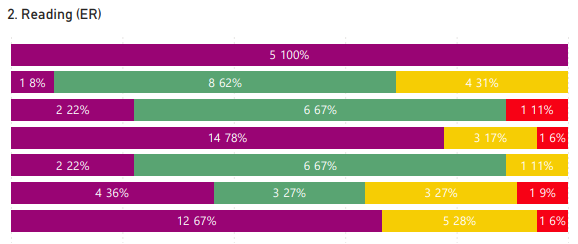 2. Reading (ER)
5 100%
1 8% 8 62% 4 31%
2 22% 6 67% 1 11%
14 78% 3 17% 1 6%
2 22% 6 67% 1 11%
4 36% 3 27% 3 27% 1 9%
12 67% 5 28% 1 6%